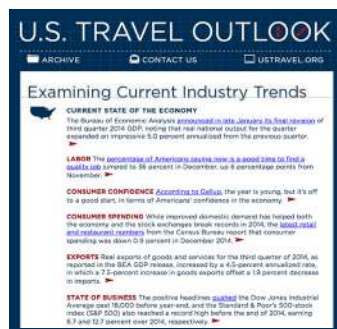 U.S. TRAVEL OUTLOOK
ARCHIVE
CONTACT US
USTRAVEL.ORG
Examining Current Industry Trends
CURRENT STATE OF THE ECONOMY
The Bureau of Economic Analysis announced in late January its final revision of
third quarter 2014 GDP, noting that real national output for the quarter
expanded an impressive 5.0 percent annualized from the previous quarter.
LABOR The percentage of Americans saying now is a good time to find a
quality job jumped to 36 percent in December, up 6 percentage points from
November.
CONSUMER CONFIDENCE According to Gallup, the year is young, but it's off
to a good start, in terms of Americans' confidence in the economy.
CONSUMER SPENDING While improved domestic demand has helped both
the economy and the stock exchanges break records in 2014, the latest retail
and restaurant numbers from the Census Bureau report that consumer
spending was down 0.9 percent in December 2014.
EXPORTS Real exports of goods and services for the third quarter of 2014, as
reported in the BEA GDP release, increased by a 4.5-percent annualized rate,
in which a 7.5-percent increase in goods exports offset a 1.9 percent decrease
in imports.
STATE OF BUSINESS The positive headlines pushed the Dow Jones Industrial
Average past 18,000 before year-end, and the Standard & Poor's 500-stock
index (S&P 500) also reached a record high before the end of 2014, earning
8.7 and 12.7 percent over 2014, respectively.